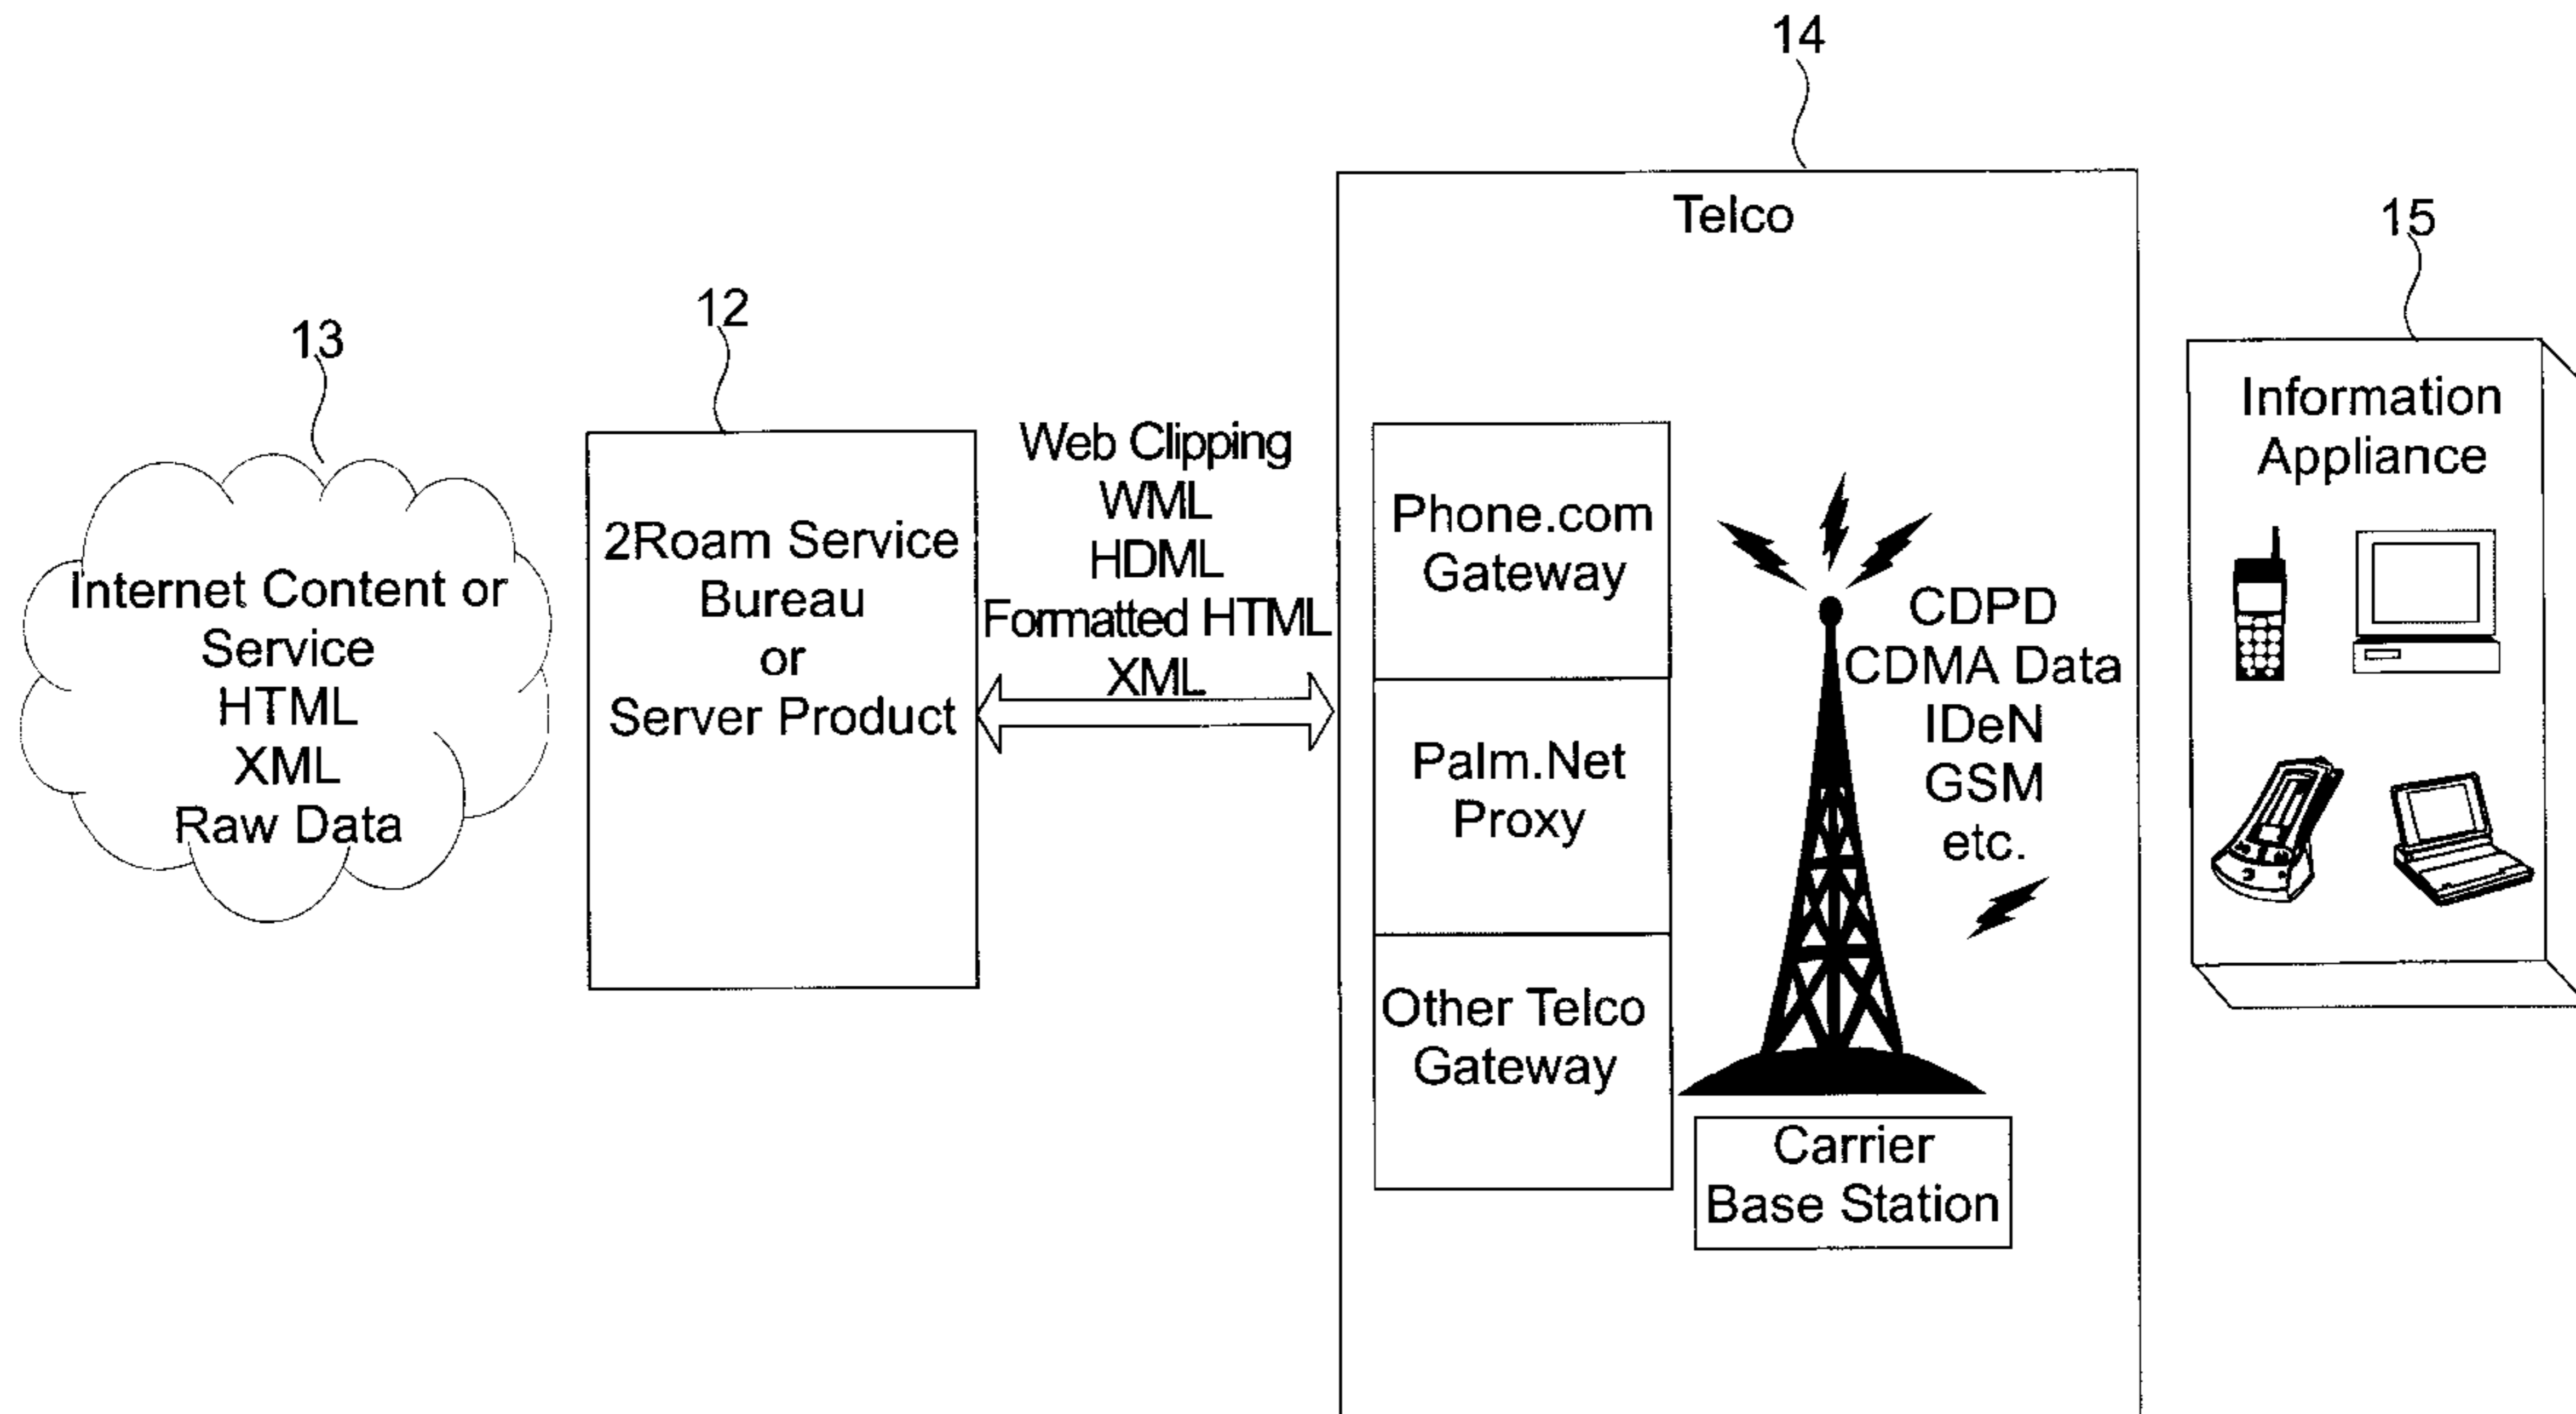 13
Internet Content or
Service
HTML
XML
Raw Data
12
2Roam Service
Bureau
or
Server Product
Web Clipping
WML
HDML
Formatted HTML
XML
14
Telco
Phone.com
Gateway
Palm.Net
Proxy
Other Telco
Gateway
CDPD
CDMA Data
IDeN
GSM
etc.
Carrier
Base Station
15
Information
Appliance